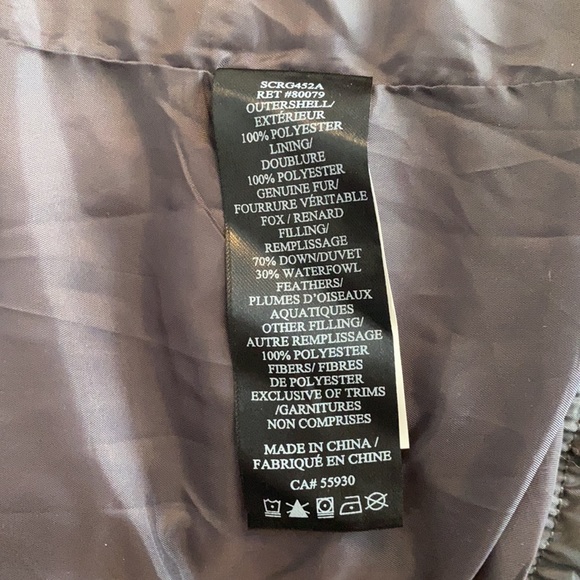 SCRG452A
RET #80079
OUTERSHELL/
EXTÉRIEUR
100% POLYESTER
LINING/
DOUBLURE
100% POLYESTER
GENUINE FUR/
FOURRURE VÉRITABLE
FOX / RENARD
FILLING/
REMPLISSAGE
70% DOWN/DUVET
30% WATERFOWL
FEATHERS/
PLUMES D'OISEAUX
AQUATIQUES
OTHER FILLING/
AUTRE REMPLISSAGE
100% POLYESTER
FIBERS/ FIBRES
DE POLYESTER
EXCLUSIVE OF TRIMS
/GARNITURES
NON COMPRISES
MADE IN CHINA /
FABRIQUÉ EN CHINE
CA# 55930